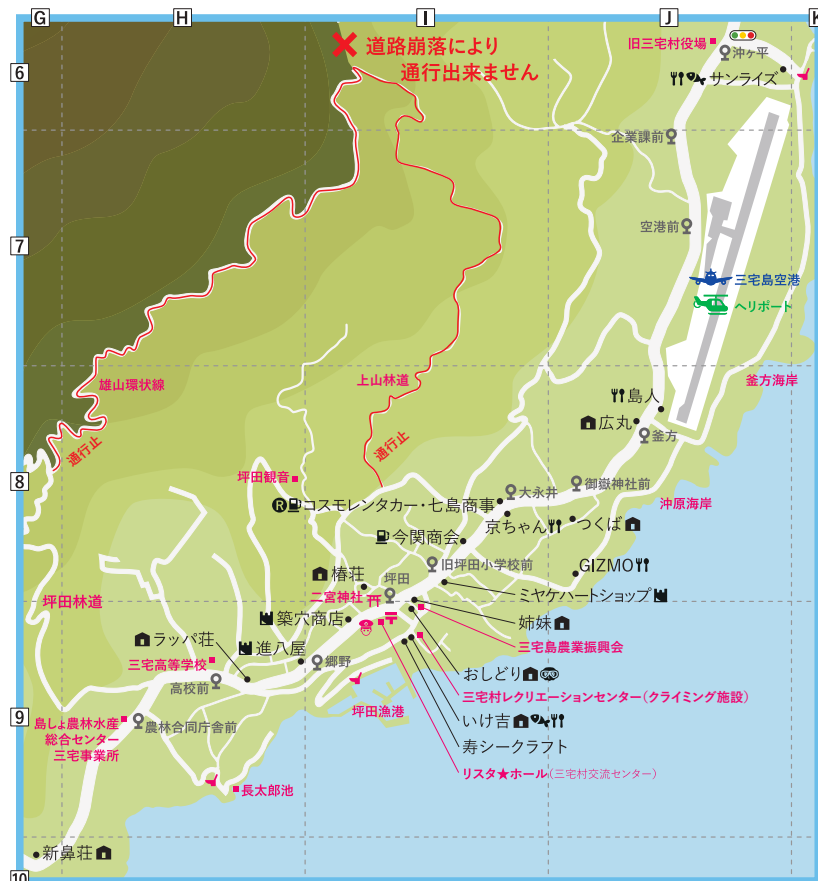 G
H
I
J
K
6
7
8
9
10
道路崩落により
通行出来ません
旧三宅村役場
沖ヶ平
サンライズ
企業課前
空港前
三宅島空港
ヘリポート
雄山環状線
上山林道
釜方海岸
島人
広丸
釜方
通行止
通行止
坪田観音
大永井
御嶽神社前
沖原海岸
R
コスモレンタカー・七島商事
京ちゃん
つくば
今関商会
旧坪田小学校前
GIZMO
椿荘
坪田
ミヤケハートショップ
坪田林道
二宮神社
築穴商店
姉妹
ラッパ荘
進八屋
三宅島農業振興会
三宅高等学校
郷野
おしどり
高校前
三宅村レクリエーションセンター(クライミング施設)
坪田漁港
いけ吉
島しょ農林水産
総合センター
三宅事業所
農林合同庁舎前
寿シークラフト
リスタ★ホール(三宅村交流センター)
長太郎池
新鼻荘